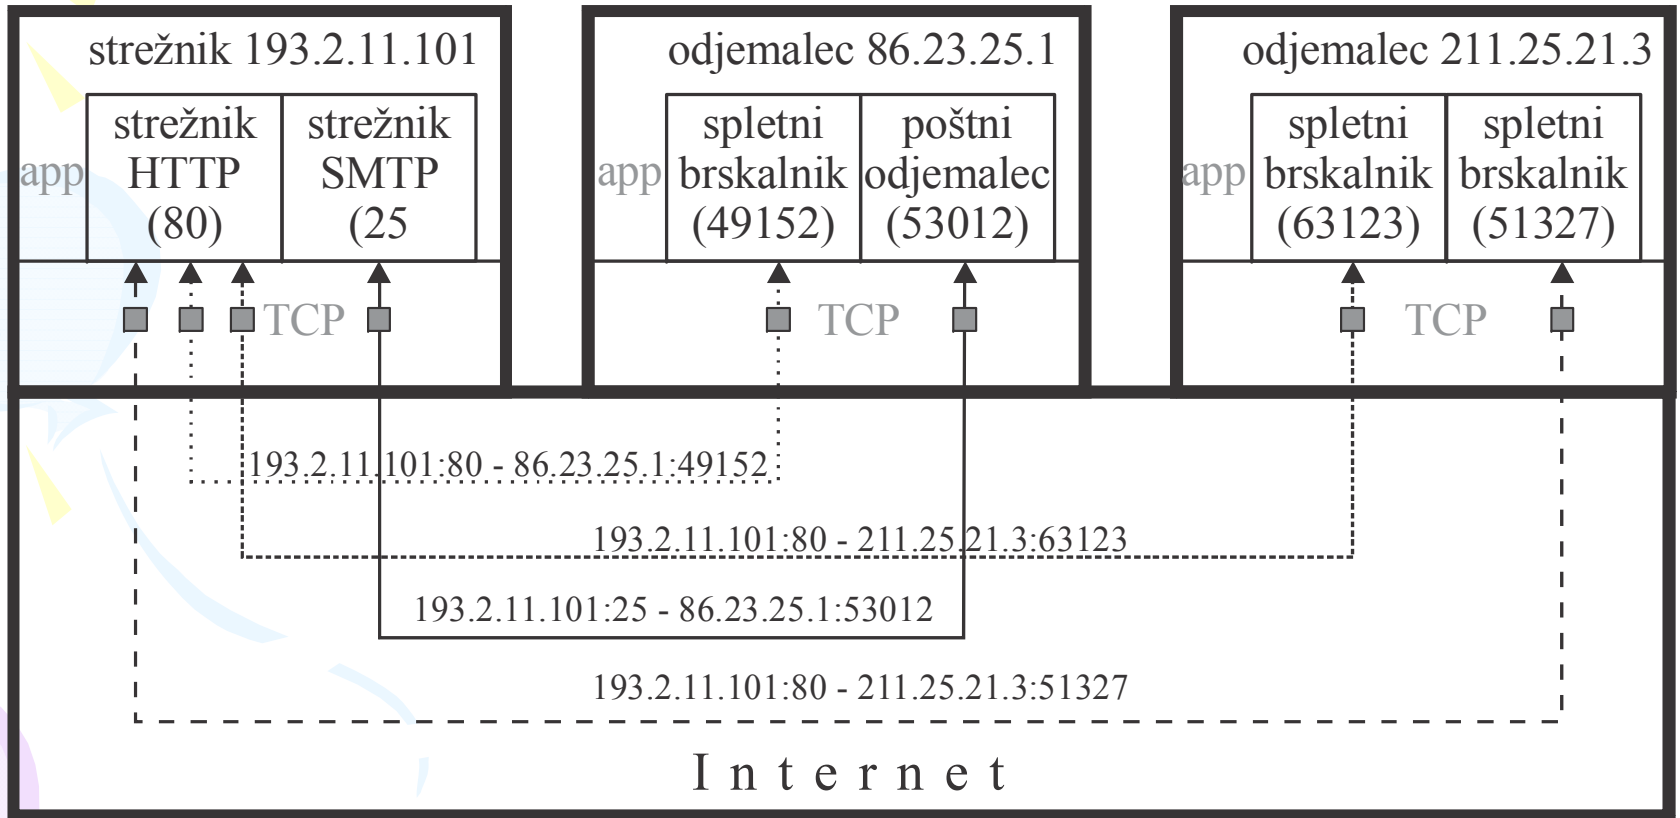 strežnik 193.2.11.101
app
strežnik
HTTP
(80)
strežnik
SMTP
(25
TCP
odjemalec 86.23.25.1
app
spletni
brskalnik
(49152)
poštni
odjemalec
(53012)
TCP
odjemalec 211.25.21.3
app
spletni
brskalnik
(63123)
spletni
brskalnik
(51327)
TCP
193.2.11.101:80 - 86.23.25.1:49152
193.2.11.101:80 - 211.25.21.3:63123
193.2.11.101:25 - 86.23.25.1:53012
193.2.11.101:80 - 211.25.21.3:51327
Internet